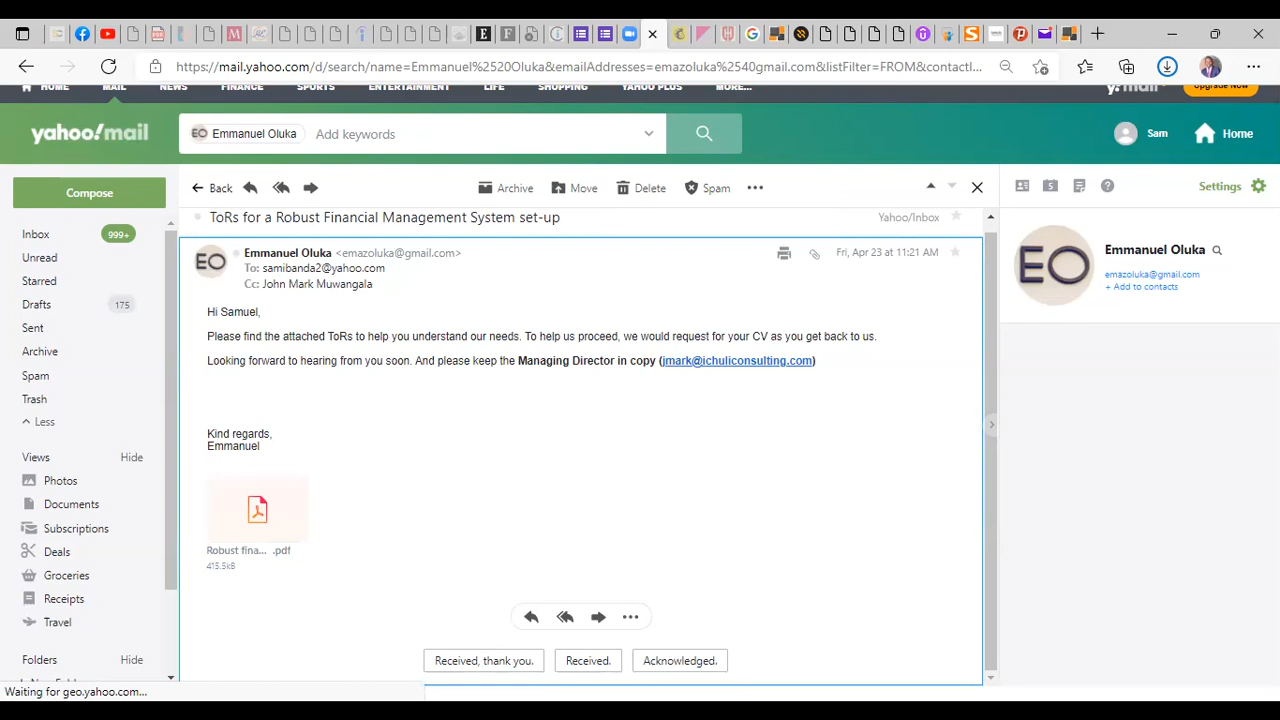 https://mail.yahoo.com/d/search/name=Emmanuel%2520Oluka&emailAddresses=emazoluka%2540gmail.com&listFilter=FROM&contactI...
HOME MAIL NEWS FINANCE SPORTS ENTERTAINMENT LIFE SHOPPING YAHOO PLUS MORE... y!mail+ Upgrade Now
yahoo!mail
EO Emmanuel Oluka Add keywords
Sam Home
Compose
Back Archive Move Delete Spam
Settings
ToRs for a Robust Financial Management System set-up
Yahoo/Inbox
Inbox 999+
Unread
Starred
Drafts 175
Sent
Archive
Spam
Trash
Less
Views Hide
Photos
Documents
Subscriptions
Deals
Groceries
Receipts
Travel
Folders Hide
EO
Emmanuel Oluka <emazoluka@gmail.com>
Fri, Apr 23 at 11:21 AM
To: samibanda2@yahoo.com
Cc: John Mark Muwangala
Hi Samuel,
Please find the attached ToRs to help you understand our needs. To help us proceed, we would request for your CV as you get back to us.
Looking forward to hearing from you soon. And please keep the Managing Director in copy (jmark@ichuliconsulting.com)
Kind regards,
Emmanuel
Robust fina... .pdf
415.5kB
Received, thank you. Received. Acknowledged.
EO
Emmanuel Oluka
emazoluka@gmail.com
+ Add to contacts
Waiting for geo.yahoo.com...